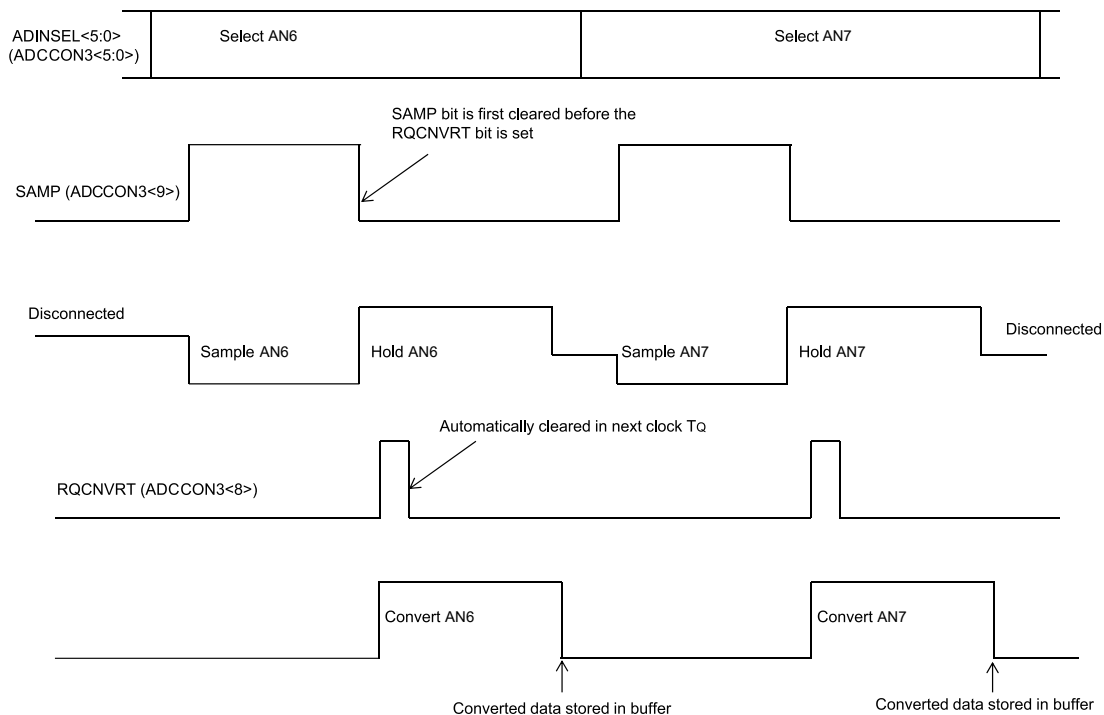 ADINSEL<5:0>
(ADCCON3<5:0>)
Select AN6
Select AN7
SAMP bit is first cleared before the
RQCNVRT bit is set
SAMP (ADCCON3<9>)
Disconnected
Sample AN6
Hold AN6
Sample AN7
Hold AN7
Disconnected
Automatically cleared in next clock TQ
RQCNVRT (ADCCON3<8>)
Convert AN6
Convert AN7
Converted data stored in buffer
Converted data stored in buffer